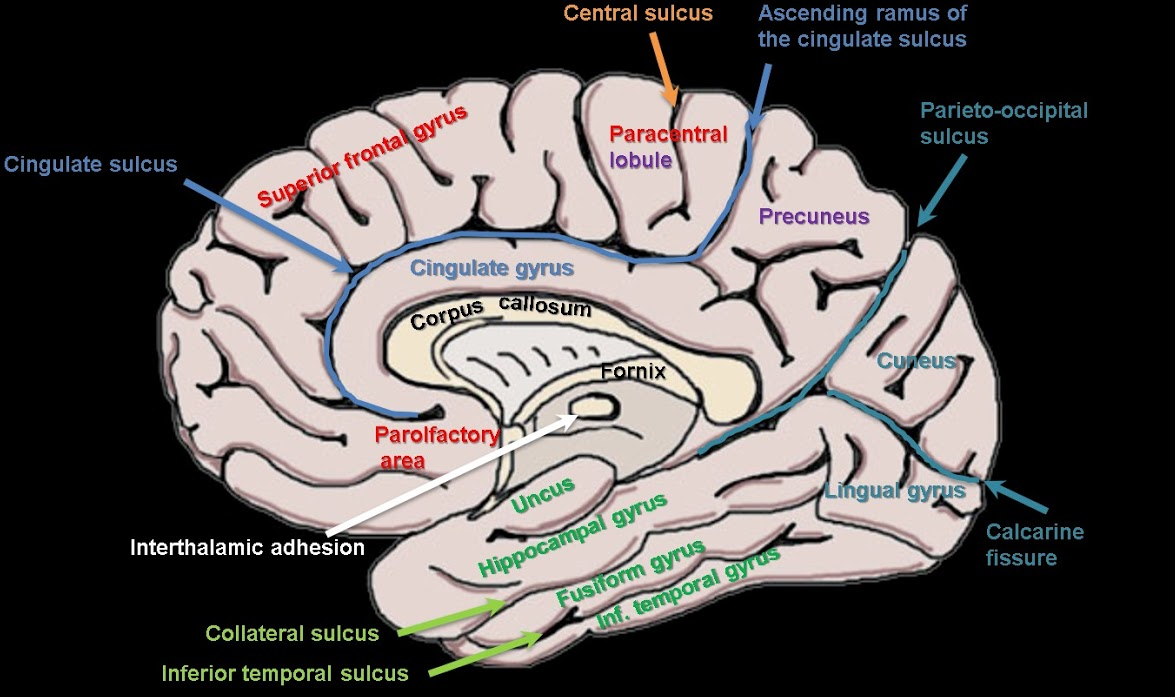 Central sulcus
Ascending ramus of
the cingulate sulcus
Parieto-occipital
sulcus
Cingulate sulcus
Superior frontal gyrus
Paracentral
lobule
Precuneus
Cingulate gyrus
Corpus callosum
Fornix
Cuneus
Parolfactory
area
Uncus
Lingual gyrus
Hippocampal gyrus
Calcarine
fissure
Interthalamic adhesion
Fusiform gyrus
Inf. temporal gyrus
Collateral sulcus
Inferior temporal sulcus